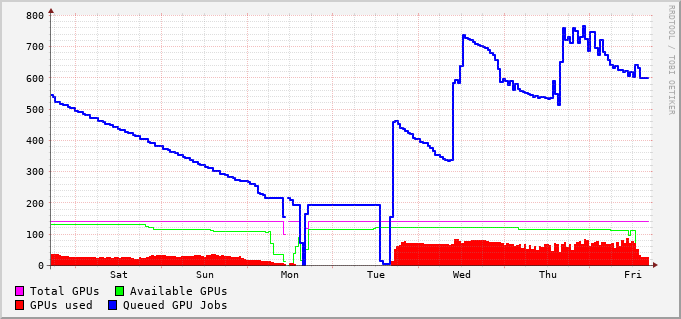 800
700
600
500
400
300
200
100
0
Sat Sun Mon Tue Wed Thu Fri
Total GPUs Available GPUs
GPUs used Queued GPU Jobs
RRDTOOL / TOBI OETIKER